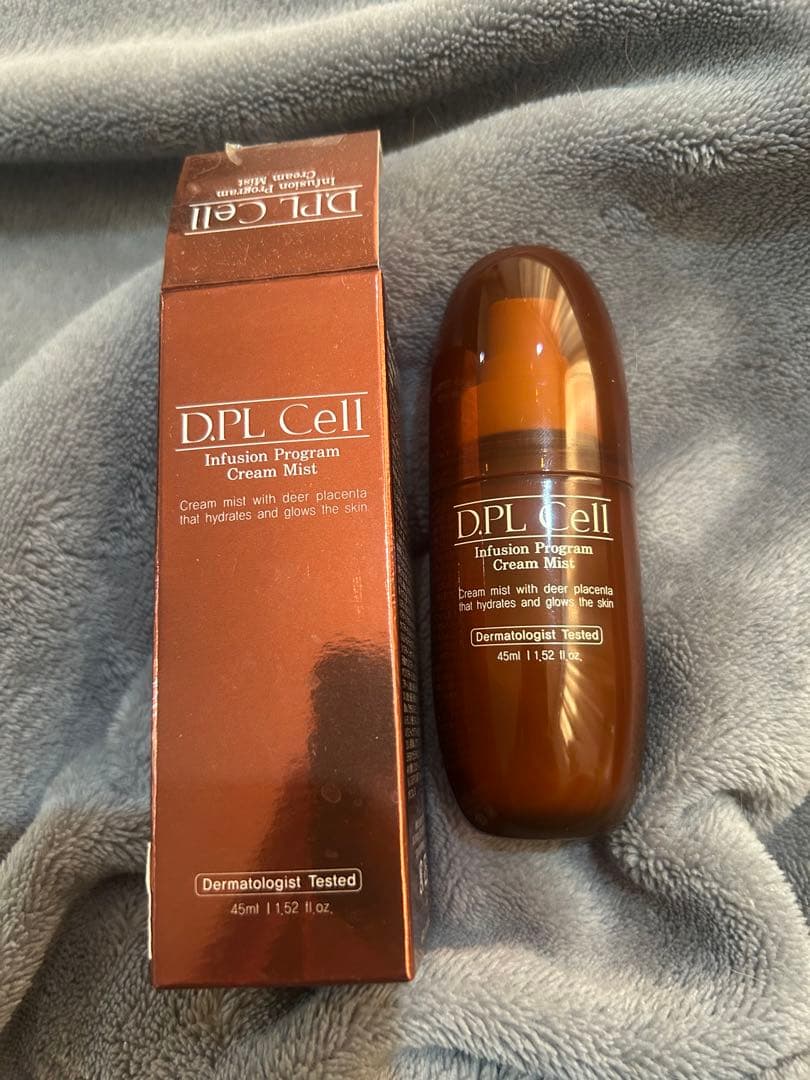 D.PL Cell
Infusion Program
Cream Mist
D.PL Cell
Infusion Program
Cream Mist
Cream mist with deer placenta
that hydrates and glows the skin
Dermatologist Tested
45ml | 1,52 fl,oz,
D.PL Cell
Infusion Program
Cream Mist
Cream mist with deer placenta
that hydrates and glows the skin
Dermatologist Tested
45ml | 1,52 fl,oz,